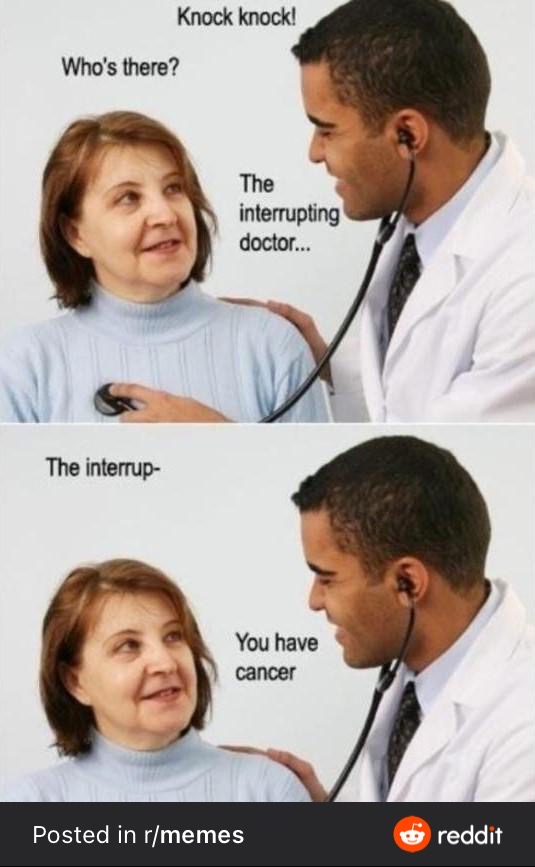 Knock knock!
Who's there?
The
interrupting
doctor...
The interrup-
You have
cancer
Posted in r/memes
reddit